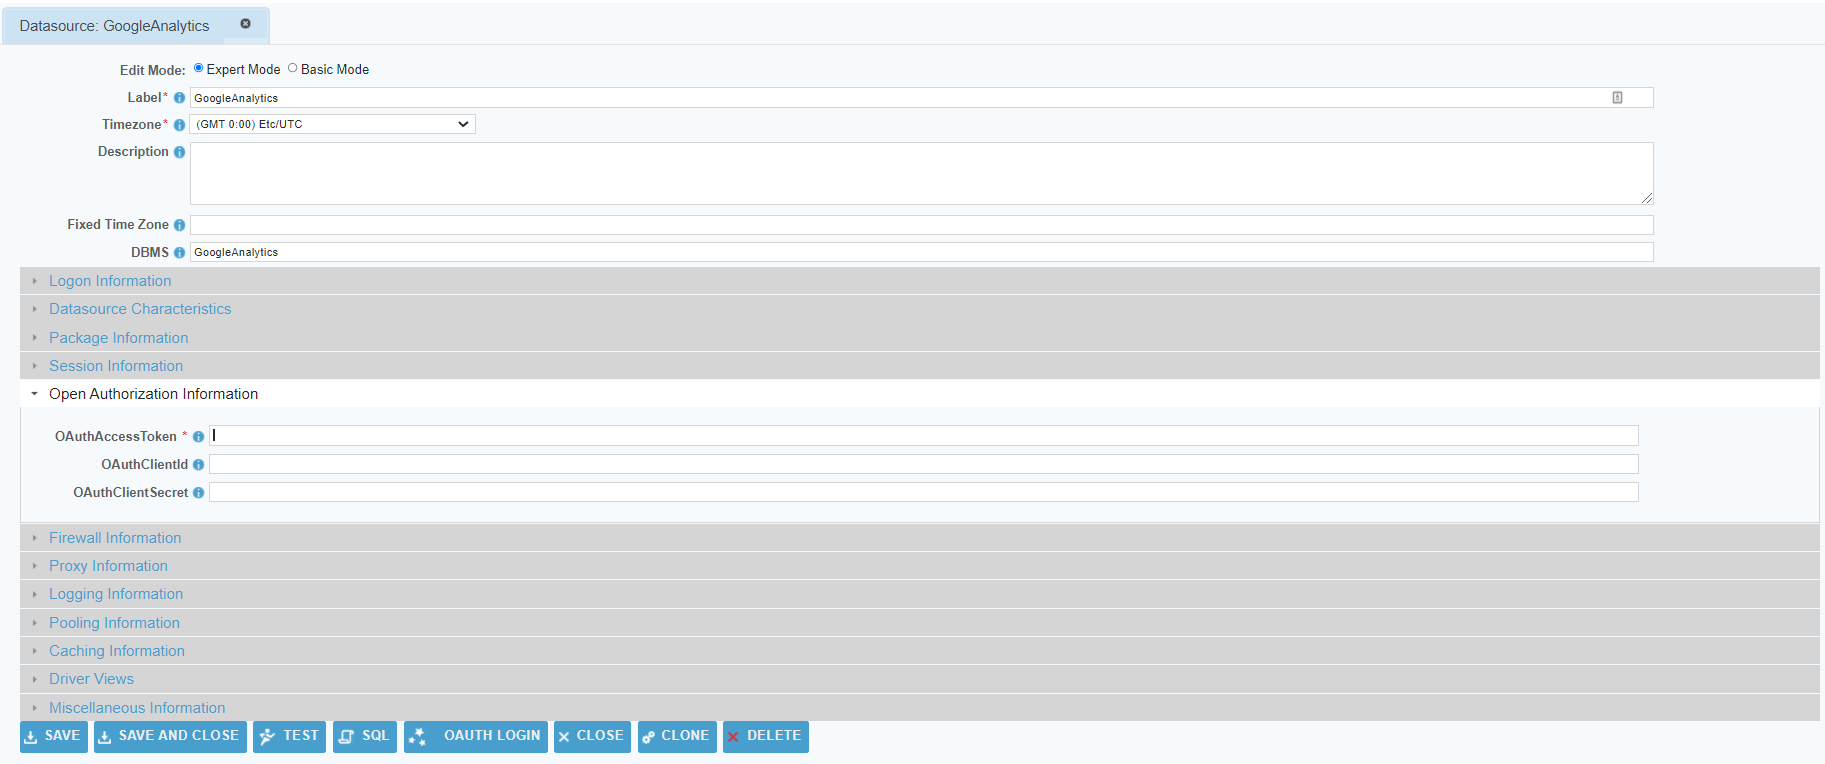 Datasource: GoogleAnalytics
Edit Mode: Expert Mode Basic Mode
Label* GoogleAnalytics
Timezone* (GMT 0:00) Etc/UTC
Description
Fixed Time Zone
DBMS GoogleAnalytics
Logon Information
Datasource Characteristics
Package Information
Session Information
Open Authorization Information
OAuthAccessToken *
OAuthClientId
OAuthClientSecret
Firewall Information
Proxy Information
Logging Information
Pooling Information
Caching Information
Driver Views
Miscellaneous Information
SAVE SAVE AND CLOSE TEST SQL OAUTH LOGIN CLOSE CLONE DELETE